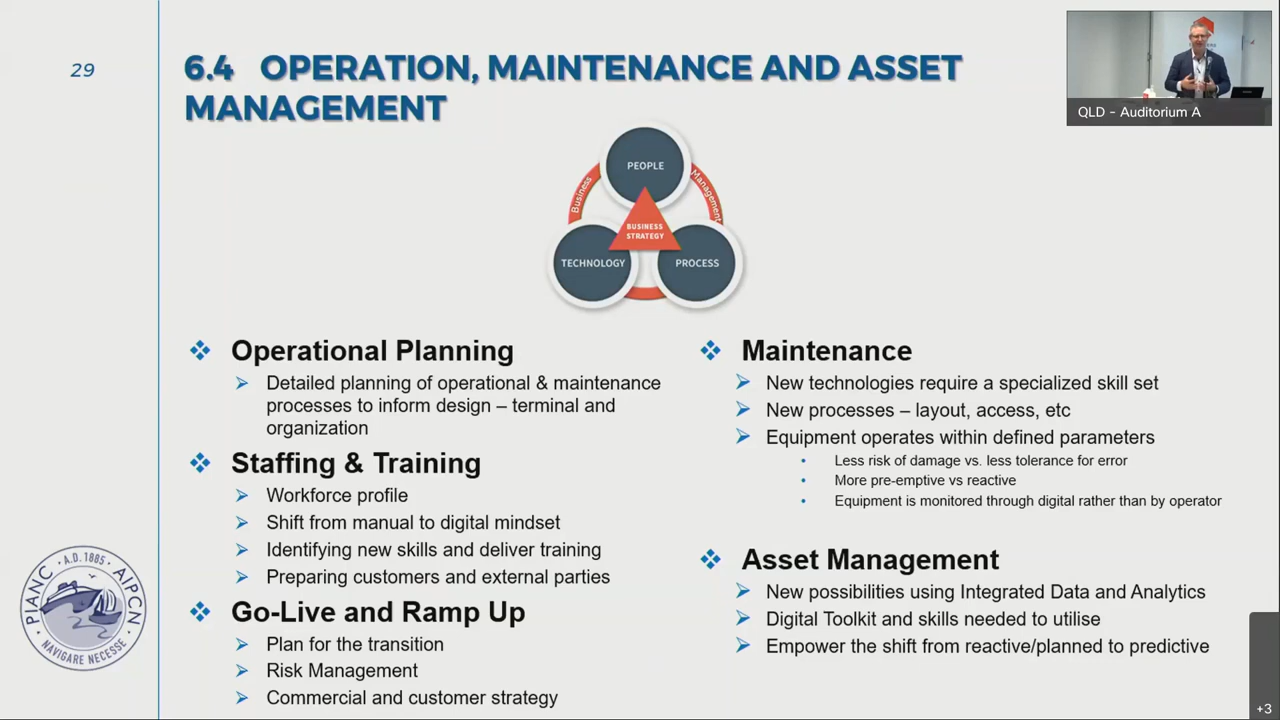 29
6.4 OPERATION, MAINTENANCE AND ASSET
MANAGEMENT
QLD - Auditorium A
PEOPLE
Business
Management
BUSINESS
STRATEGY
TECHNOLOGY
PROCESS
Operational Planning
Detailed planning of operational & maintenance
processes to inform design – terminal and
organization
Staffing & Training
Workforce profile
Shift from manual to digital mindset
Identifying new skills and deliver training
Preparing customers and external parties
Go-Live and Ramp Up
Plan for the transition
Risk Management
Commercial and customer strategy
Maintenance
New technologies require a specialized skill set
New processes – layout, access, etc
Equipment operates within defined parameters
Less risk of damage vs. less tolerance for error
More pre-emptive vs reactive
Equipment is monitored through digital rather than by operator
Asset Management
New possibilities using Integrated Data and Analytics
Digital Toolkit and skills needed to utilise
Empower the shift from reactive/planned to predictive
PIANC · A.D. 1885 · AIPCN
NAVIGARE NECESSE
+3